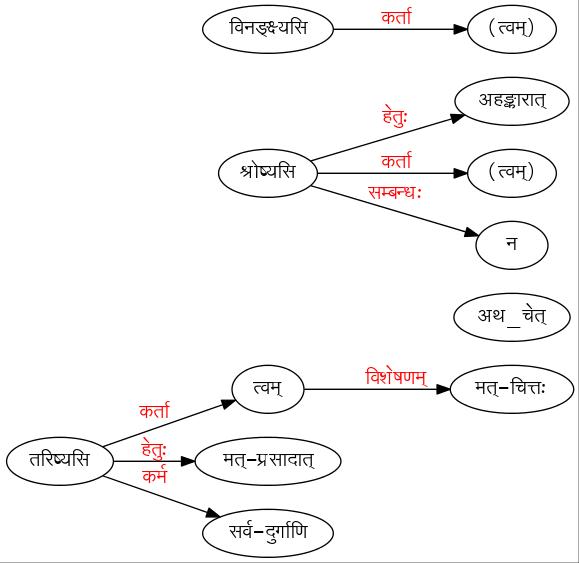 कर्ता
विनङ्क्ष्यसि
(त्वम्)
अहङ्कारात्
हेतुः
कर्ता
श्रोष्यसि
(त्वम्)
सम्बन्धः
न
अथ_चेत्
विशेषणम्
त्वम्
मत्-चित्तः
कर्ता
हेतुः
तरिष्यसि
मत्-प्रसादात्
कर्म
सर्व-दुर्गाणि